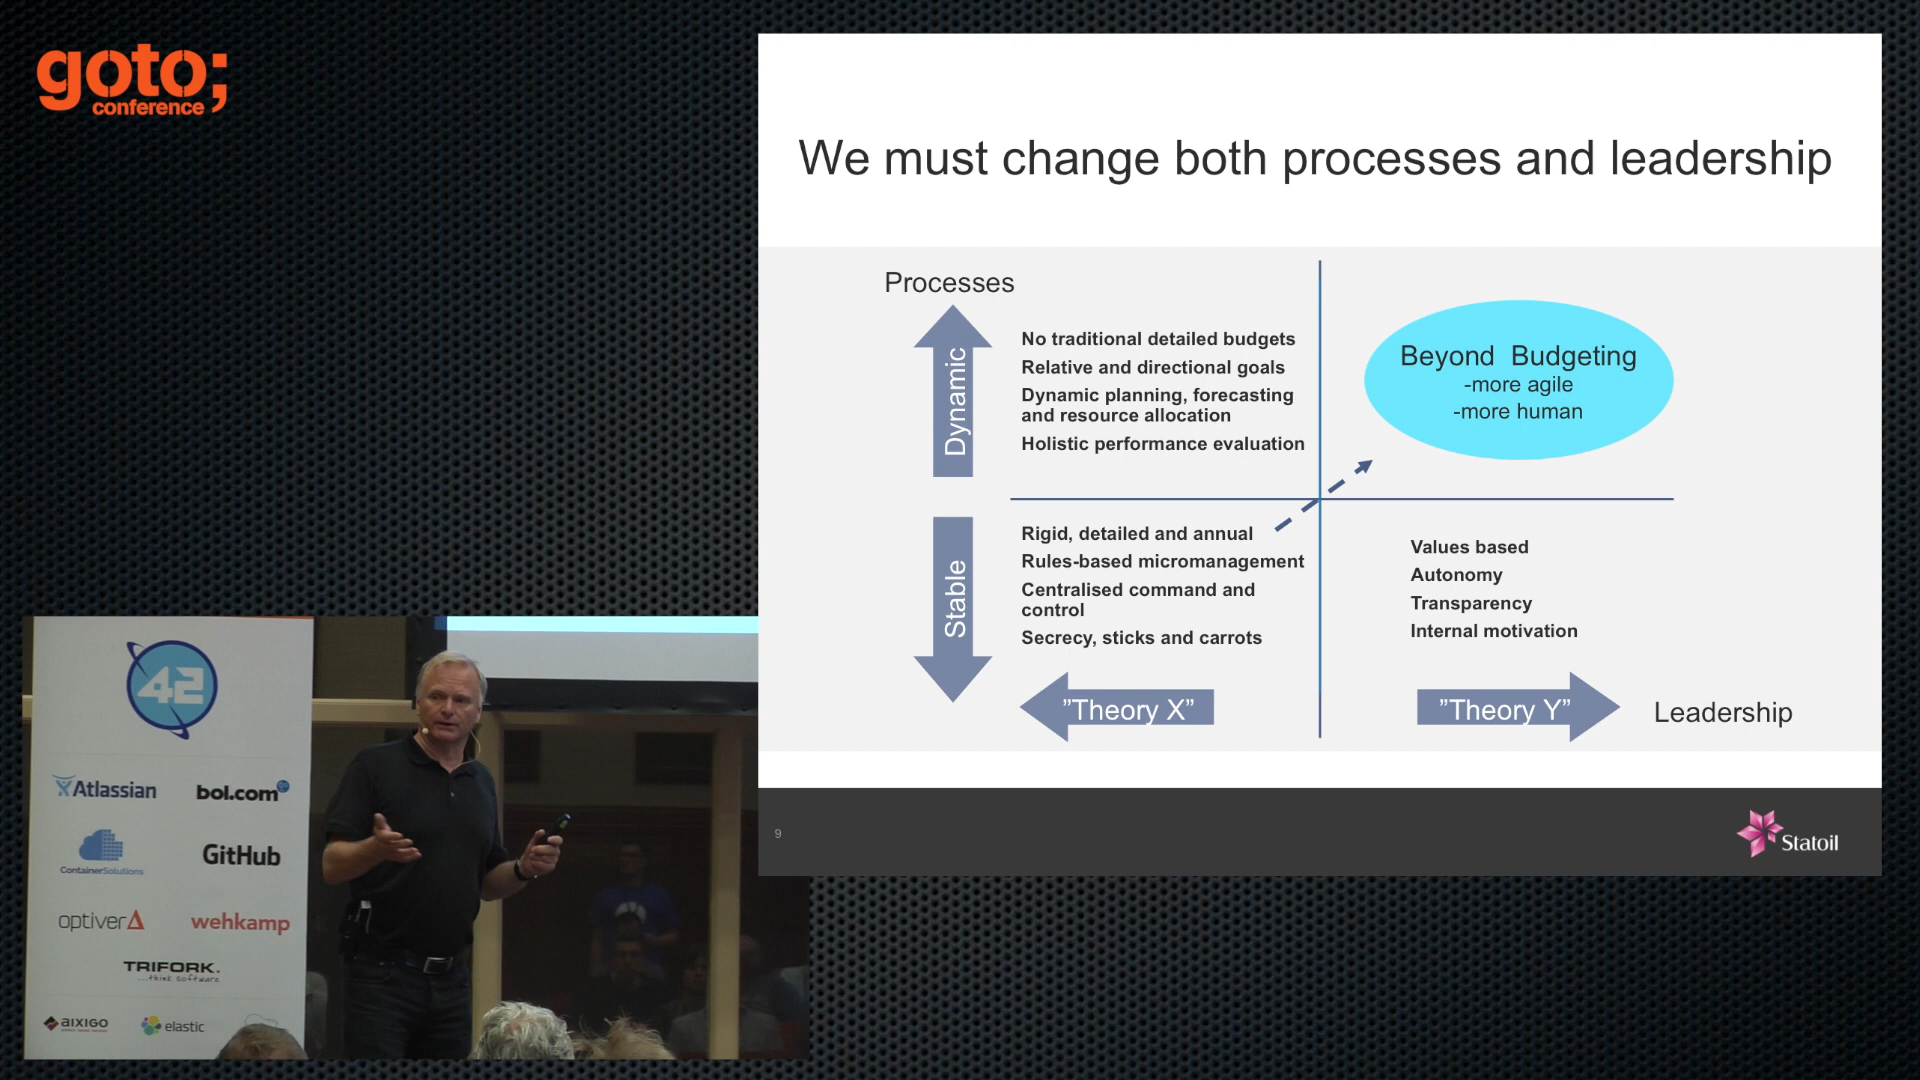 goto;
conference
We must change both processes and leadership
Processes
Dynamic
No traditional detailed budgets
Relative and directional goals
Dynamic planning, forecasting
and resource allocation
Holistic performance evaluation
Beyond Budgeting
-more agile
-more human
Stable
Rigid, detailed and annual
Rules-based micromanagement
Centralised command and
control
Secrecy, sticks and carrots
Values based
Autonomy
Transparency
Internal motivation
”Theory X”
”Theory Y”
Leadership
9
Statoil
42
Atlassian
bol.com
ContainerSolutions
GitHub
optiver
wehkamp
TRIFORK.
...think software
aixigo
elastic